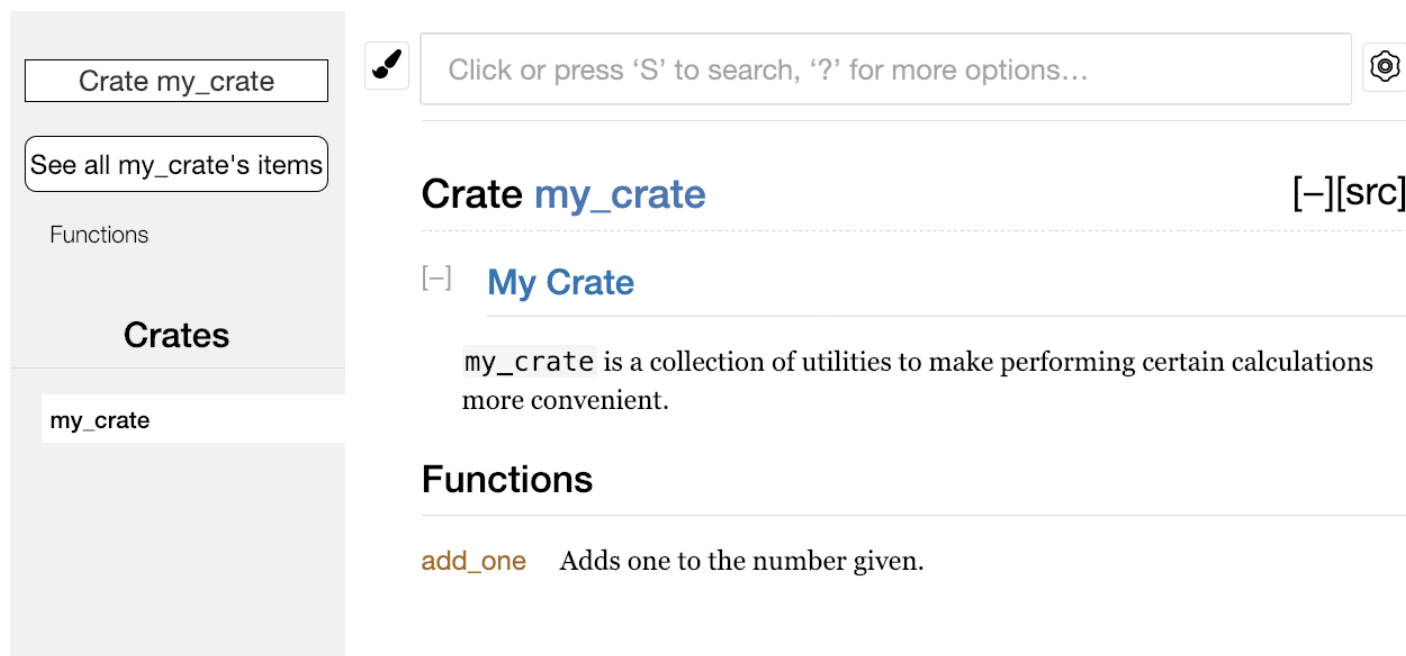 Crate my_crate
See all my_crate's items
Functions
Crates
my_crate
Click or press ‘S’ to search, ‘?’ for more options…
Crate my_crate
[−][src]
[−]
My Crate
my_crate is a collection of utilities to make performing certain calculations
more convenient.
Functions
add_one Adds one to the number given.